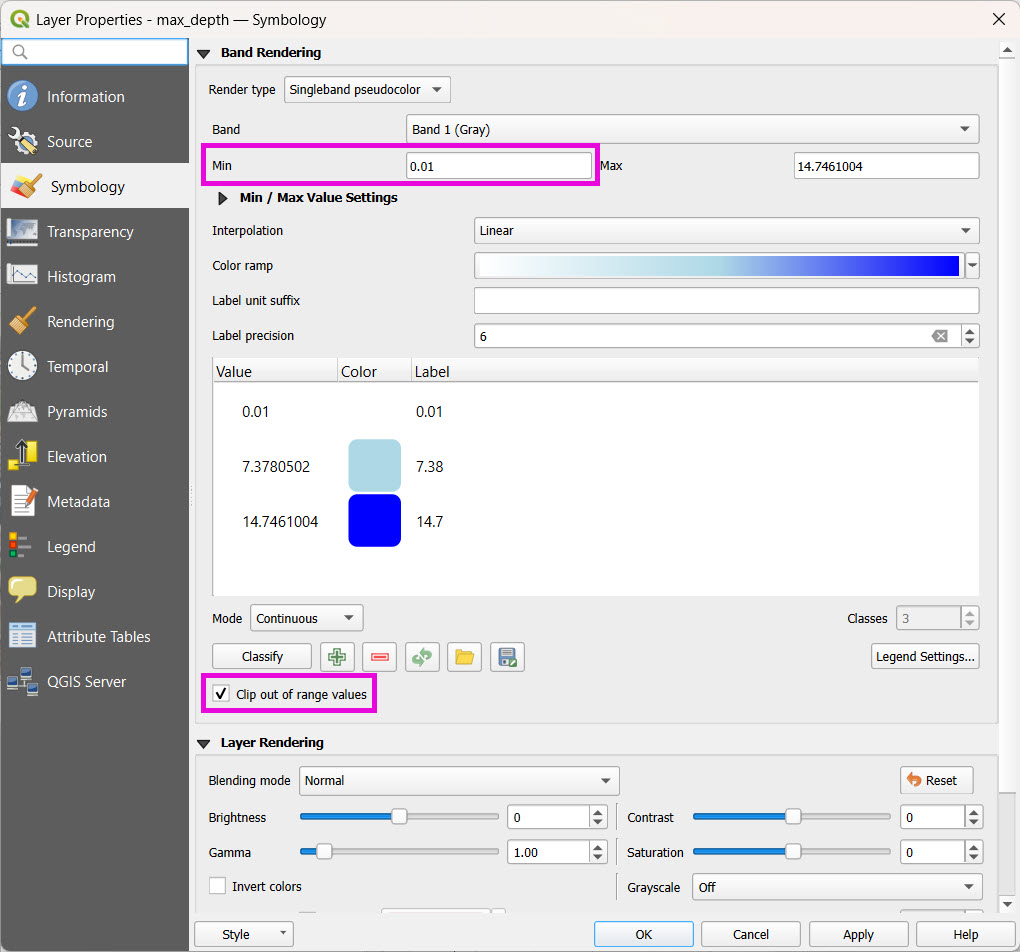 Layer Properties - max_depth — Symbology
Information
Source
Symbology
Transparency
Histogram
Rendering
Temporal
Pyramids
Elevation
Metadata
Legend
Display
Attribute Tables
QGIS Server
Band Rendering
Render type Singleband pseudocolor
Band Band 1 (Gray)
Min 0.01 Max 14.7461004
Min / Max Value Settings
Interpolation Linear
Color ramp
Label unit suffix
Label precision 6
Value Color Label
0.01 0.01
7.3780502 7.38
14.7461004 14.7
Mode Continuous Classes 3
Classify Legend Settings...
Clip out of range values
Layer Rendering
Blending mode Normal Reset
Brightness 0 Contrast 0
Gamma 1.00 Saturation 0
Invert colors Grayscale Off
Style OK Cancel Apply Help